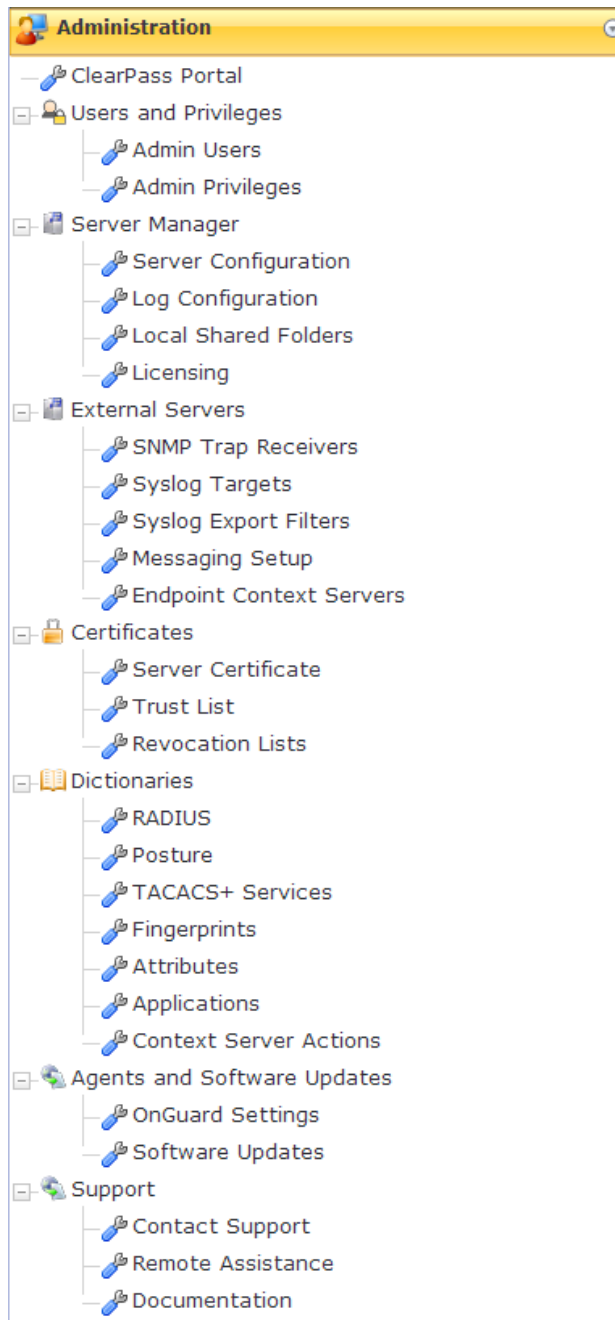 Administration
ClearPass Portal
Users and Privileges
Admin Users
Admin Privileges
Server Manager
Server Configuration
Log Configuration
Local Shared Folders
Licensing
External Servers
SNMP Trap Receivers
Syslog Targets
Syslog Export Filters
Messaging Setup
Endpoint Context Servers
Certificates
Server Certificate
Trust List
Revocation Lists
Dictionaries
RADIUS
Posture
TACACS+ Services
Fingerprints
Attributes
Applications
Context Server Actions
Agents and Software Updates
OnGuard Settings
Software Updates
Support
Contact Support
Remote Assistance
Documentation